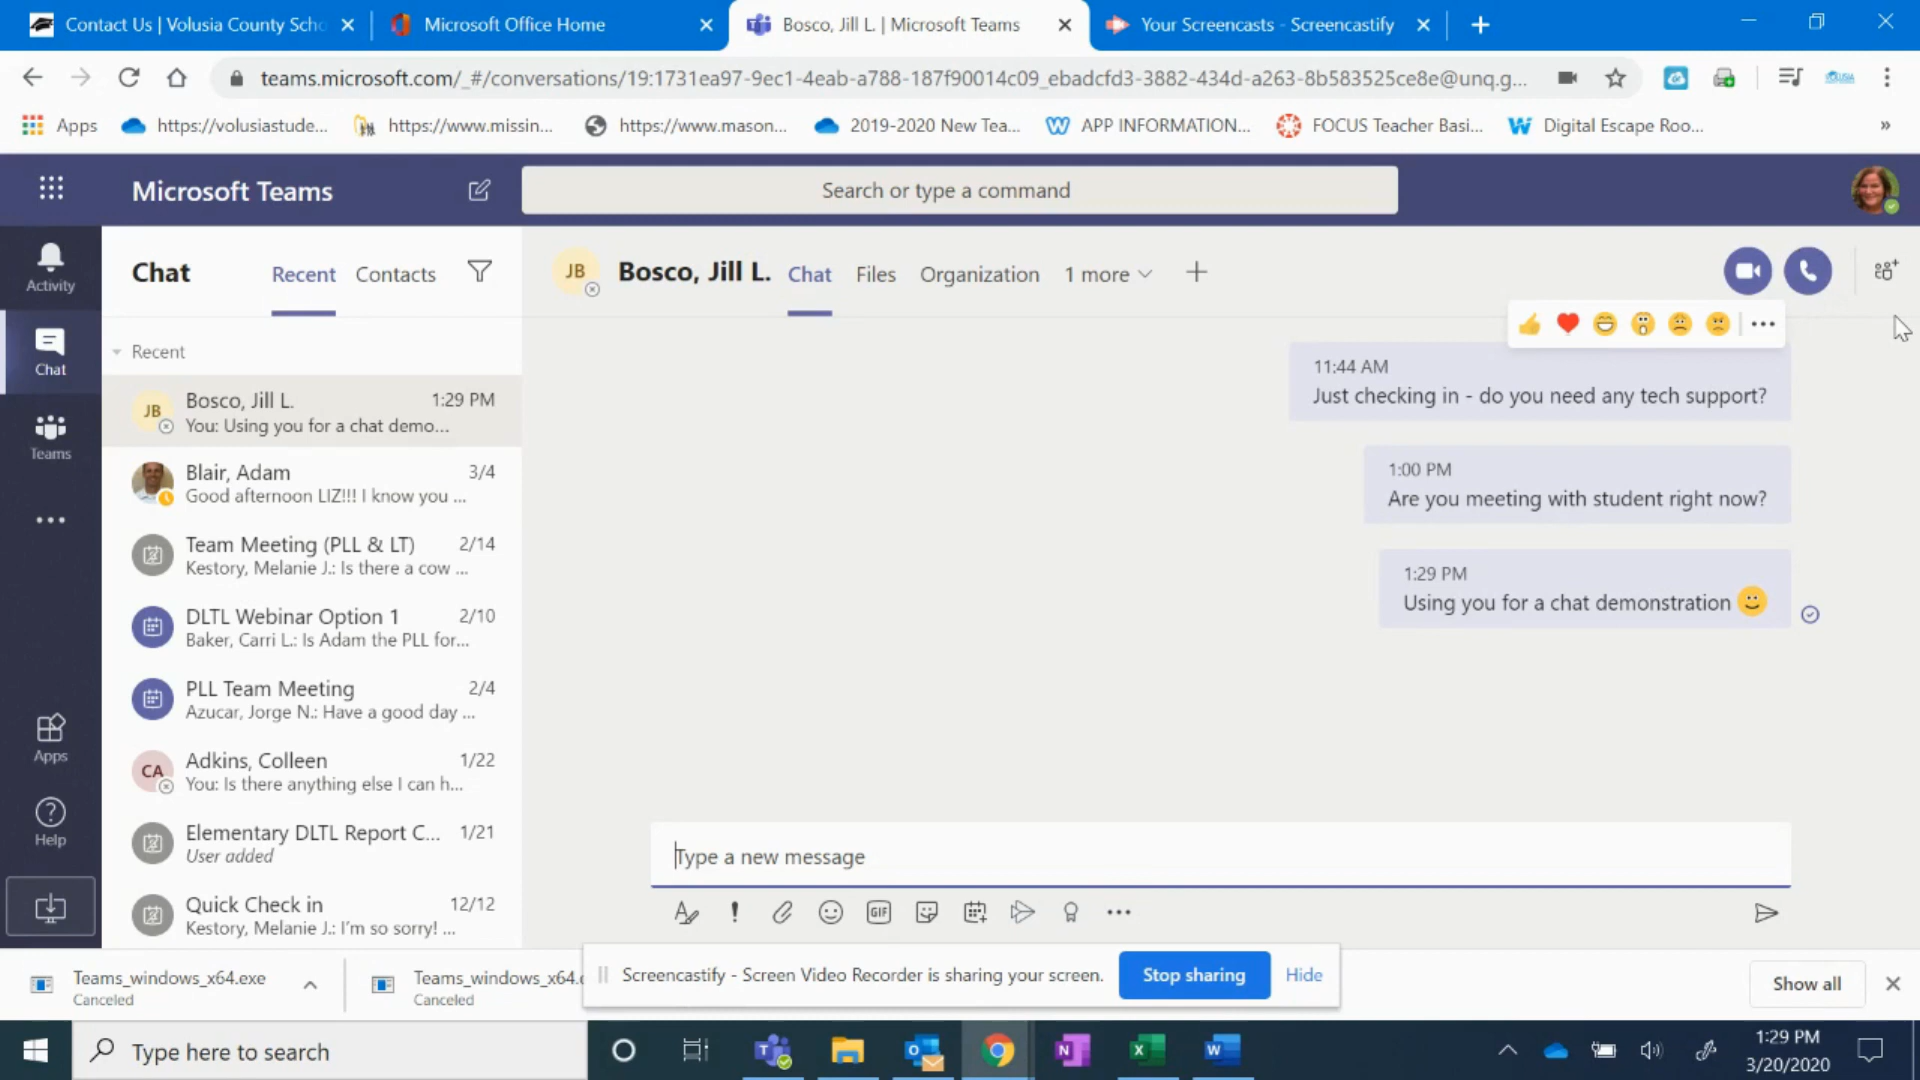 Contact Us | Volusia County Scho
Microsoft Office Home
Bosco, Jill L. | Microsoft Teams
Your Screencasts - Screencastify
teams.microsoft.com/_#/conversations/19:1731ea97-9ec1-4eab-a788-187f90014c09_ebadcfd3-3882-434d-a263-8b583525ce8e@unq.g...
Apps
https://volusiastude...
https://www.missin...
https://www.mason...
2019-2020 New Tea...
APP INFORMATION...
FOCUS Teacher Basi...
Digital Escape Roo...
»
Microsoft Teams
Search or type a command
Activity
Chat
Teams
Apps
Help
Chat
Recent
Contacts
Recent
JB
Bosco, Jill L.
1:29 PM
You: Using you for a chat demo...
Blair, Adam
3/4
Good afternoon LIZ!!! I know you ...
Team Meeting (PLL & LT)
2/14
Kestory, Melanie J.: Is there a cow ...
DLTL Webinar Option 1
2/10
Baker, Carri L.: Is Adam the PLL for...
PLL Team Meeting
2/4
Azucar, Jorge N.: Have a good day ...
CA
Adkins, Colleen
1/22
You: Is there anything else I can h...
Elementary DLTL Report C...
1/21
User added
Quick Check in
12/12
Kestory, Melanie J.: I'm so sorry! ...
JB
Bosco, Jill L.
Chat
Files
Organization
1 more
11:44 AM
Just checking in - do you need any tech support?
1:00 PM
Are you meeting with student right now?
1:29 PM
Using you for a chat demonstration
Type a new message
GIF
Teams_windows_x64.exe
Canceled
Teams_windows_x64.
Canceled
Screencastify - Screen Video Recorder is sharing your screen.
Stop sharing
Hide
Show all
Type here to search
1:29 PM
3/20/2020